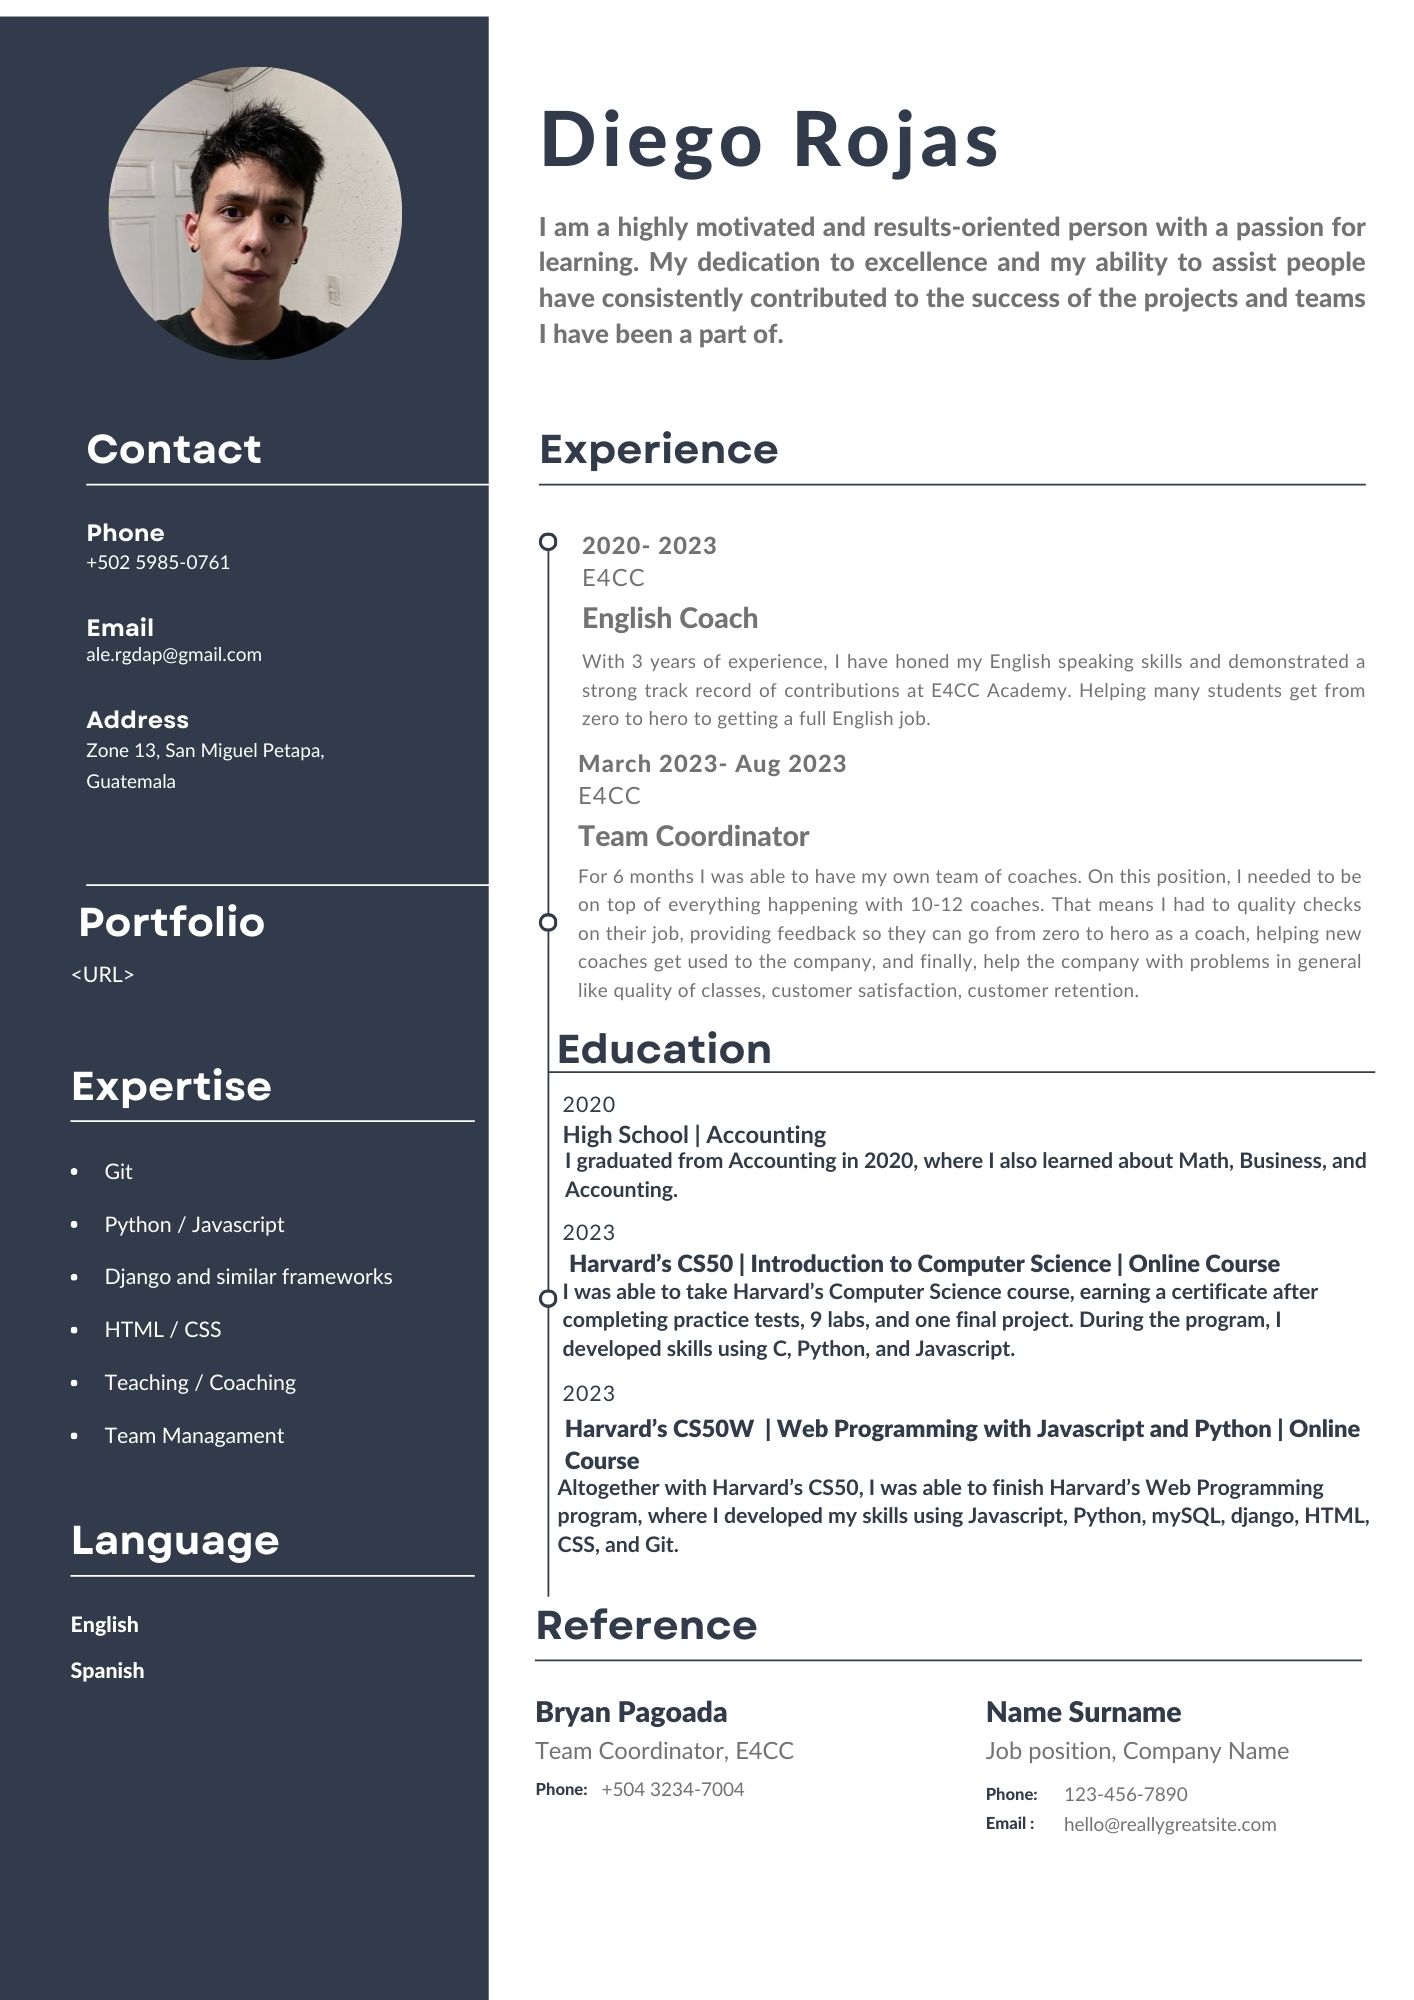 Diego Rojas
I am a highly motivated and results-oriented person with a passion for
learning. My dedication to excellence and my ability to assist people
have consistently contributed to the success of the projects and teams
I have been a part of.
Contact
Phone
+502 5985-0761
Email
ale.rgdap@gmail.com
Address
Zone 13, San Miguel Petapa,
Guatemala
Portfolio
<URL>
Expertise
• Git
• Python / Javascript
• Django and similar frameworks
• HTML / CSS
• Teaching / Coaching
• Team Managament
Language
English
Spanish
Experience
2020- 2023
E4CC
English Coach
With 3 years of experience, I have honed my English speaking skills and demonstrated a
strong track record of contributions at E4CC Academy. Helping many students get from
zero to hero to getting a full English job.
March 2023- Aug 2023
E4CC
Team Coordinator
For 6 months I was able to have my own team of coaches. On this position, I needed to be
on top of everything happening with 10-12 coaches. That means I had to quality checks
on their job, providing feedback so they can go from zero to hero as a coach, helping new
coaches get used to the company, and finally, help the company with problems in general
like quality of classes, customer satisfaction, customer retention.
Education
2020
High School | Accounting
I graduated from Accounting in 2020, where I also learned about Math, Business, and
Accounting.
2023
Harvard’s CS50 | Introduction to Computer Science | Online Course
I was able to take Harvard’s Computer Science course, earning a certificate after
completing practice tests, 9 labs, and one final project. During the program, I
developed skills using C, Python, and Javascript.
2023
Harvard’s CS50W | Web Programming with Javascript and Python | Online
Course
Altogether with Harvard’s CS50, I was able to finish Harvard’s Web Programming
program, where I developed my skills using Javascript, Python, mySQL, django, HTML,
CSS, and Git.
Reference
Bryan Pagoada
Team Coordinator, E4CC
Phone: +504 3234-7004
Name Surname
Job position, Company Name
Phone: 123-456-7890
Email : hello@reallygreatsite.com